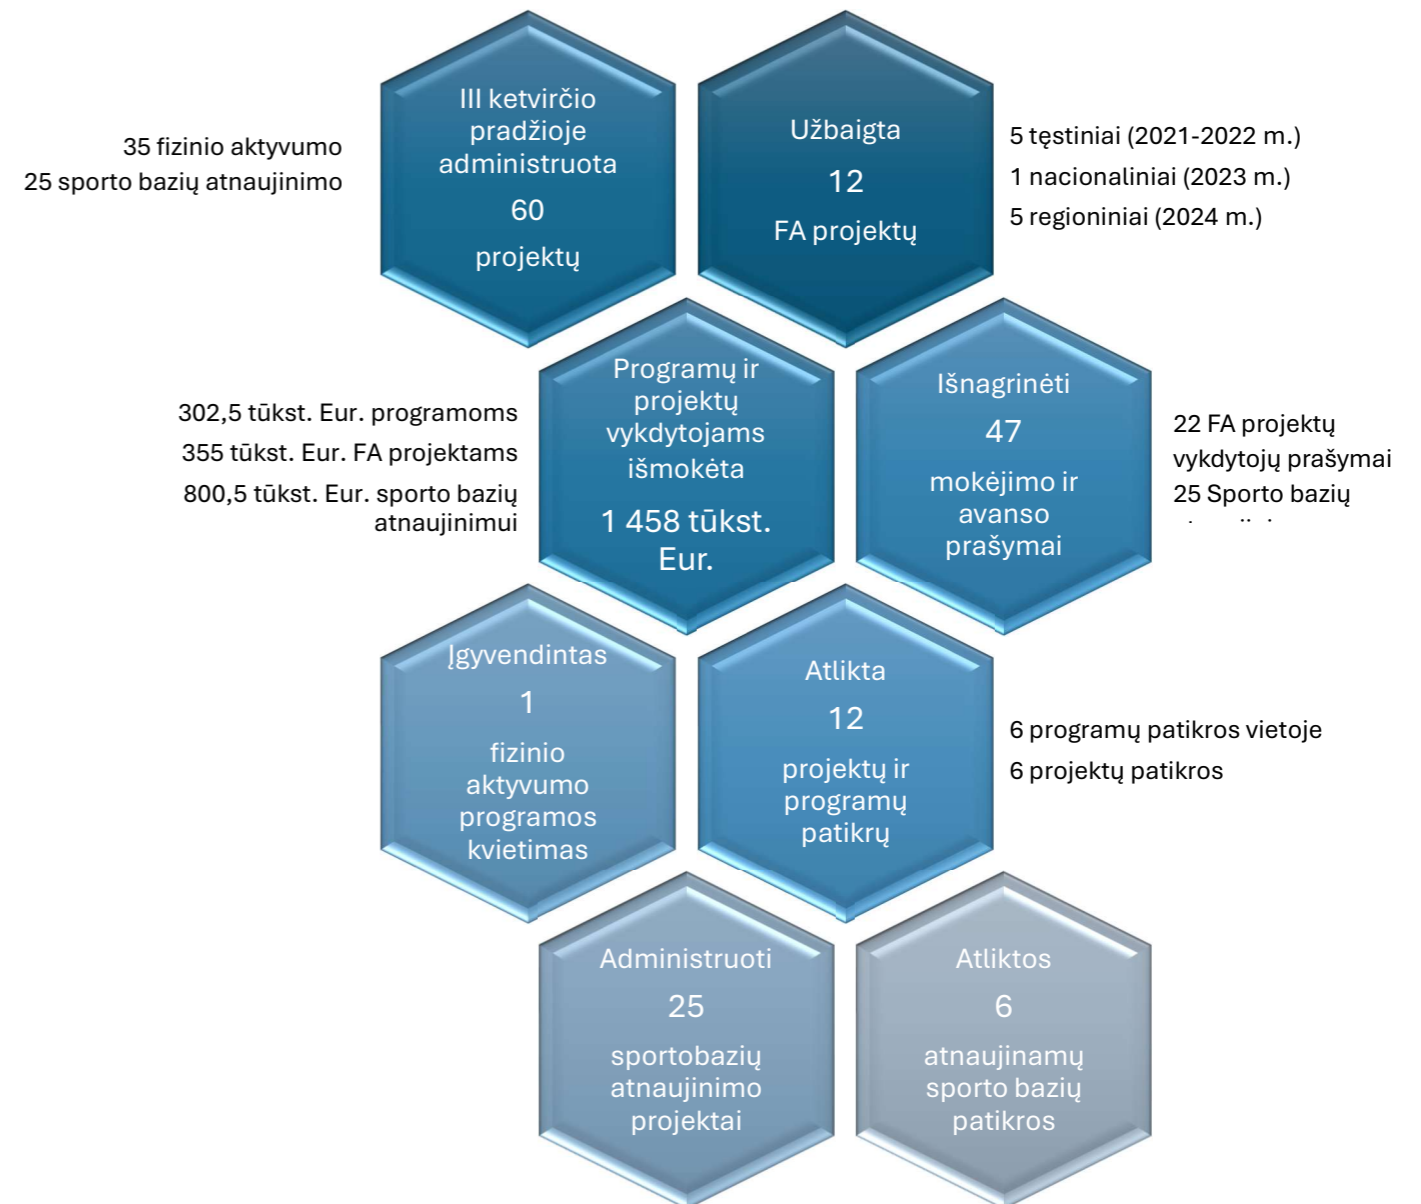 35 fizinio aktyvumo
25 sporto bazių atnaujinimo
III ketvirčio
pradžioje
administruota
60
projektų
Užbaigta
12
FA projektų
5 tęstiniai (2021-2022 m.)
1 nacionaliniai (2023 m.)
5 regioniniai (2024 m.)
302,5 tūkst. Eur. programoms
355 tūkst. Eur. FA projektams
800,5 tūkst. Eur. sporto bazių
atnaujinimui
Programų ir
projektų
vykdytojams
išmokėta
1 458 tūkst.
Eur.
Išnagrinėti
47
mokėjimo ir
avanso
prašymai
22 FA projektų
vykdytojų prašymai
25 Sporto bazių
Įgyvendintas
1
fizinio
aktyvumo
programos
kvietimas
Atlikta
12
projektų ir
programų
patikrų
6 programų patikros vietoje
6 projektų patikros
Administruoti
25
sportobazių
atnaujinimo
projektai
Atliktos
6
atnaujinamų
sporto bazių
patikros